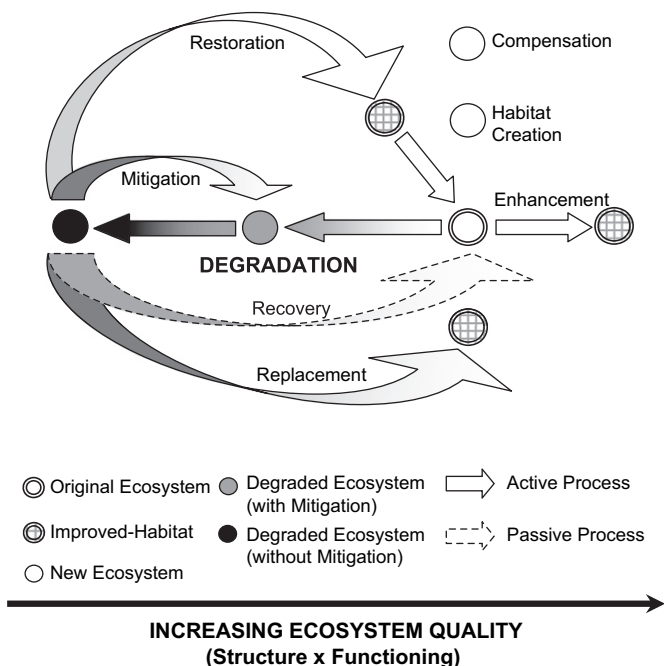 Restoration
Compensation
Habitat
Creation
Mitigation
Enhancement
DEGRADATION
Recovery
Replacement
Original Ecosystem
Degraded Ecosystem
(with Mitigation)
Active Process
Improved-Habitat
Degraded Ecosystem
(without Mitigation)
Passive Process
New Ecosystem
INCREASING ECOSYSTEM QUALITY
(Structure x Functioning)